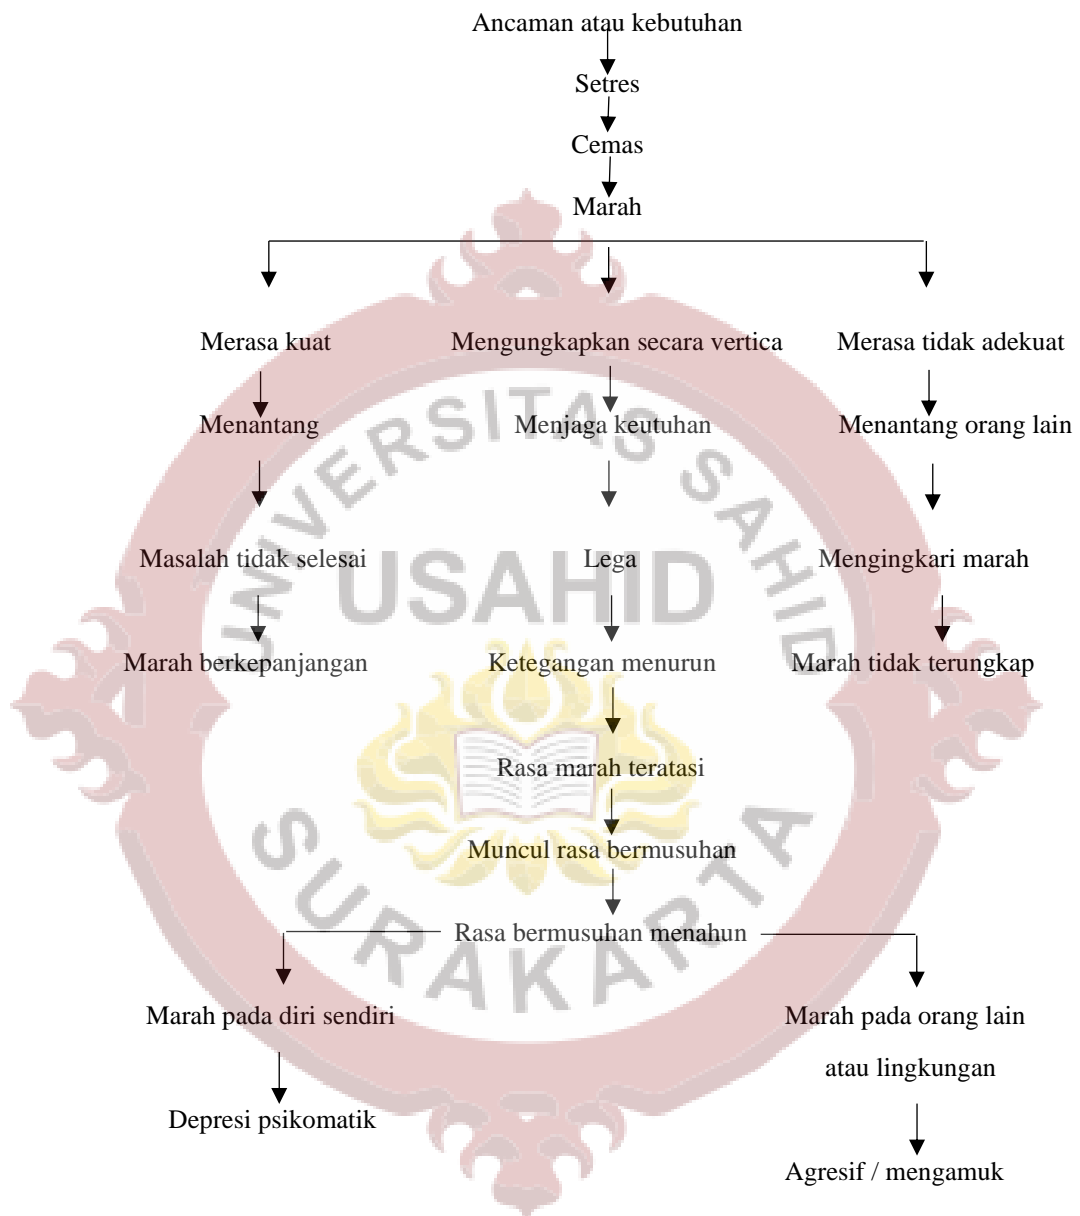 Ancaman atau kebutuhan
Setres
Cemas
Marah
Merasa kuat
Mengungkapkan secara vertica
Merasa tidak adekuat
Menantang
Menjaga keutuhan
Menantang orang lain
Masalah tidak selesai
Lega
Mengingkari marah
Marah berkepanjangan
Ketegangan menurun
Marah tidak terungkap
Rasa marah teratasi
Muncul rasa bermusuhan
Rasa bermusuhan menahun
Marah pada diri sendiri
Marah pada orang lain
atau lingkungan
Depresi psikomatik
Agresif / mengamuk
UNIVERSITAS SAHID
USAHID
SURAKARTA